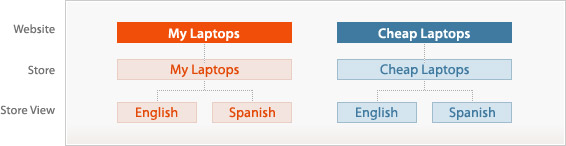 Website
My Laptops
Cheap Laptops
Store
My Laptops
Cheap Laptops
Store View
English
Spanish
English
Spanish